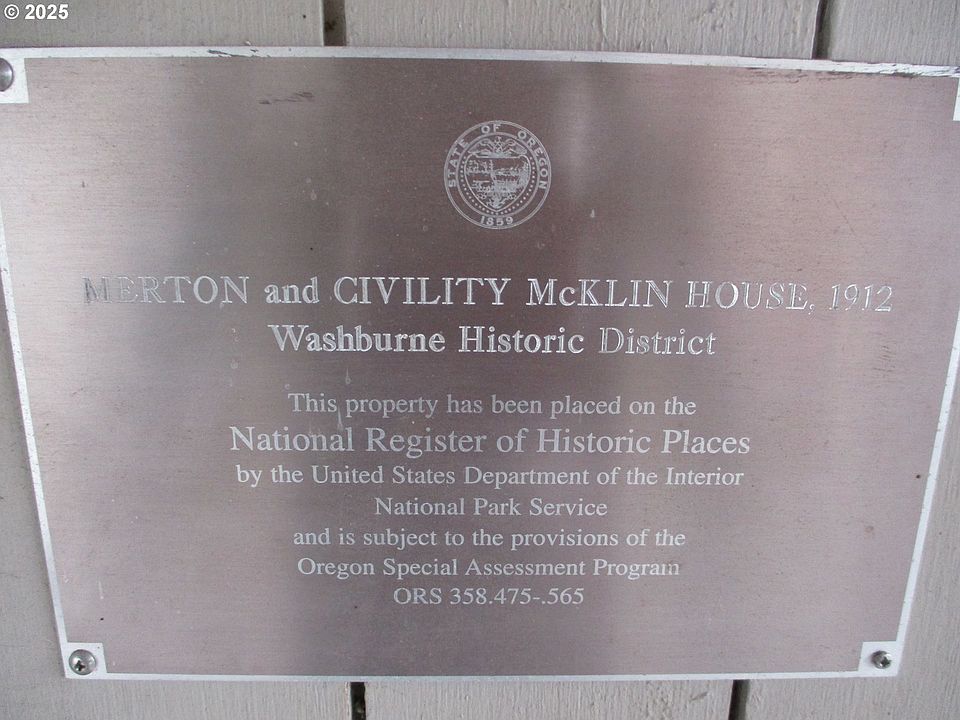 © 2025
STATE OF OREGON
1859
MERTON and CIVILITY McKLIN HOUSE, 1912
Washburne Historic District
This property has been placed on the
National Register of Historic Places
by the United States Department of the Interior
National Park Service
and is subject to the provisions of the
Oregon Special Assessment Program
ORS 358.475-.565